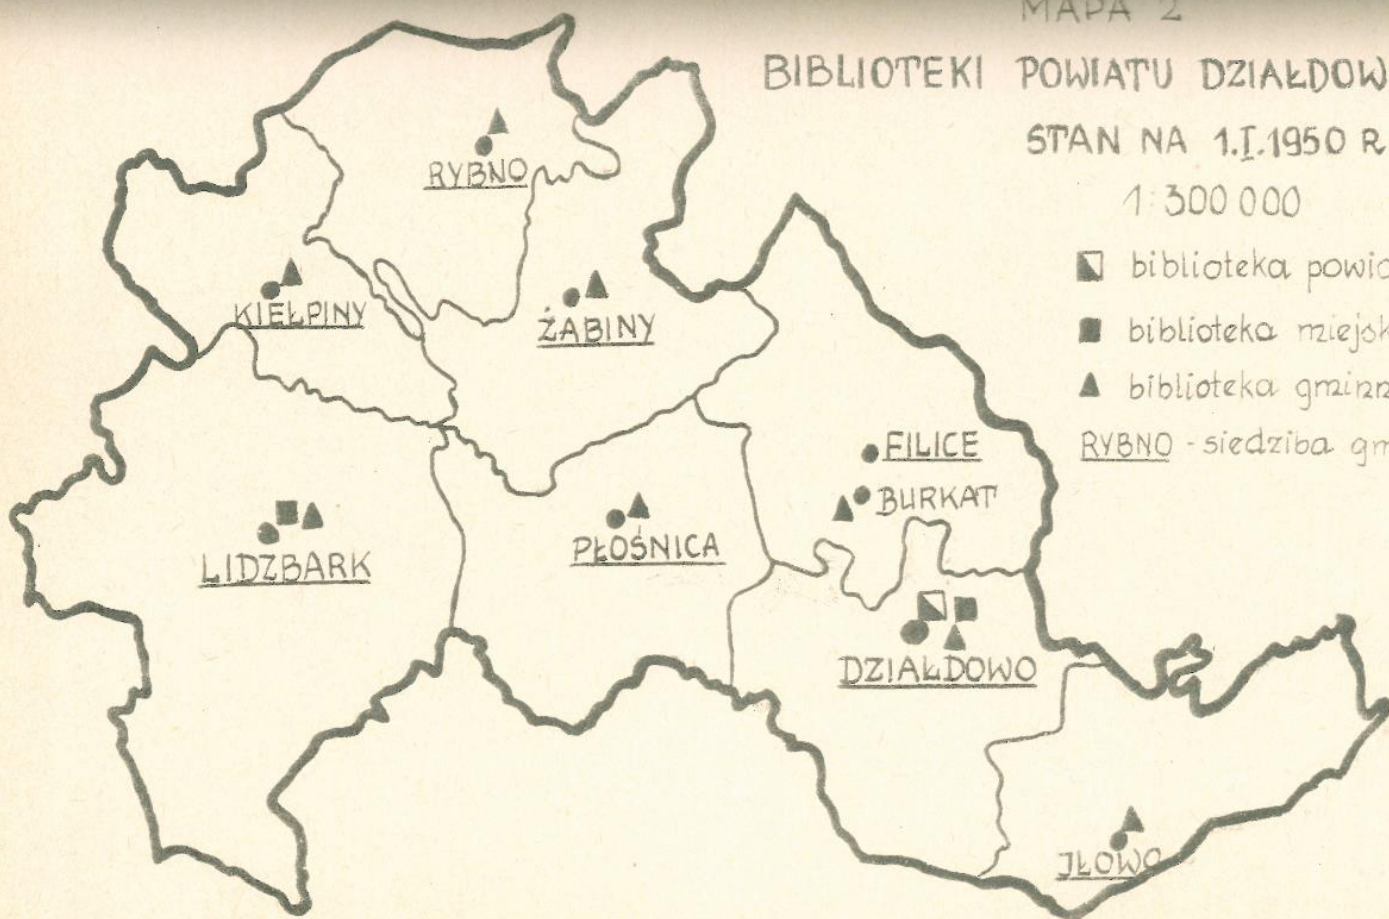 MAPA 2
BIBLIOTEKI POWIATU DZIAŁDOW
STAN NA 1.I.1950 R
1:300 000
biblioteka powia
biblioteka miejsk
biblioteka gminn
RYBNO - siedziba gm
RYBNO
KIEŁPINY
ŻABINY
FILICE
BURKAT
LIDZBARK
PŁOŚNICA
DZIAŁDOWO
JŁOWO